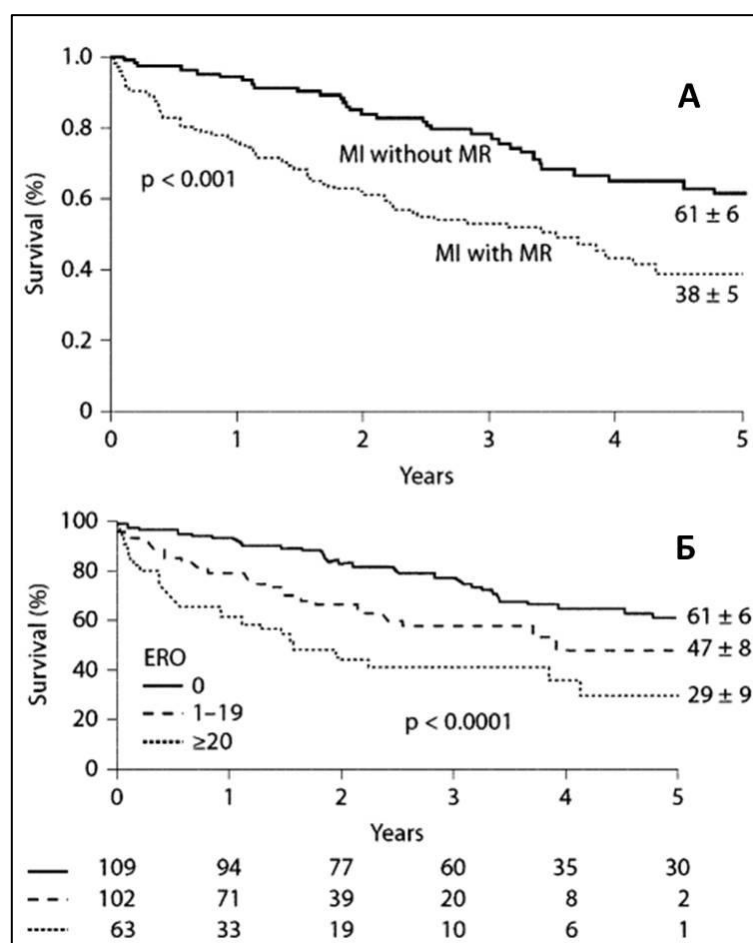 1.0
А
0.8
MI without MR
p < 0.001
0.6
61 ± 6
Survival (%)
MI with MR
0.4
38 ± 5
0.2
0
0 1 2 3 4 5
Years
100
Б
80
61 ± 6
60
47 ± 8
Survival (%)
ERO
40
0
29 ± 9
1–19
p < 0.0001
20
≥20
0
0 1 2 3 4 5
Years
109 94 77 60 35 30
102 71 39 20 8 2
63 33 19 10 6 1